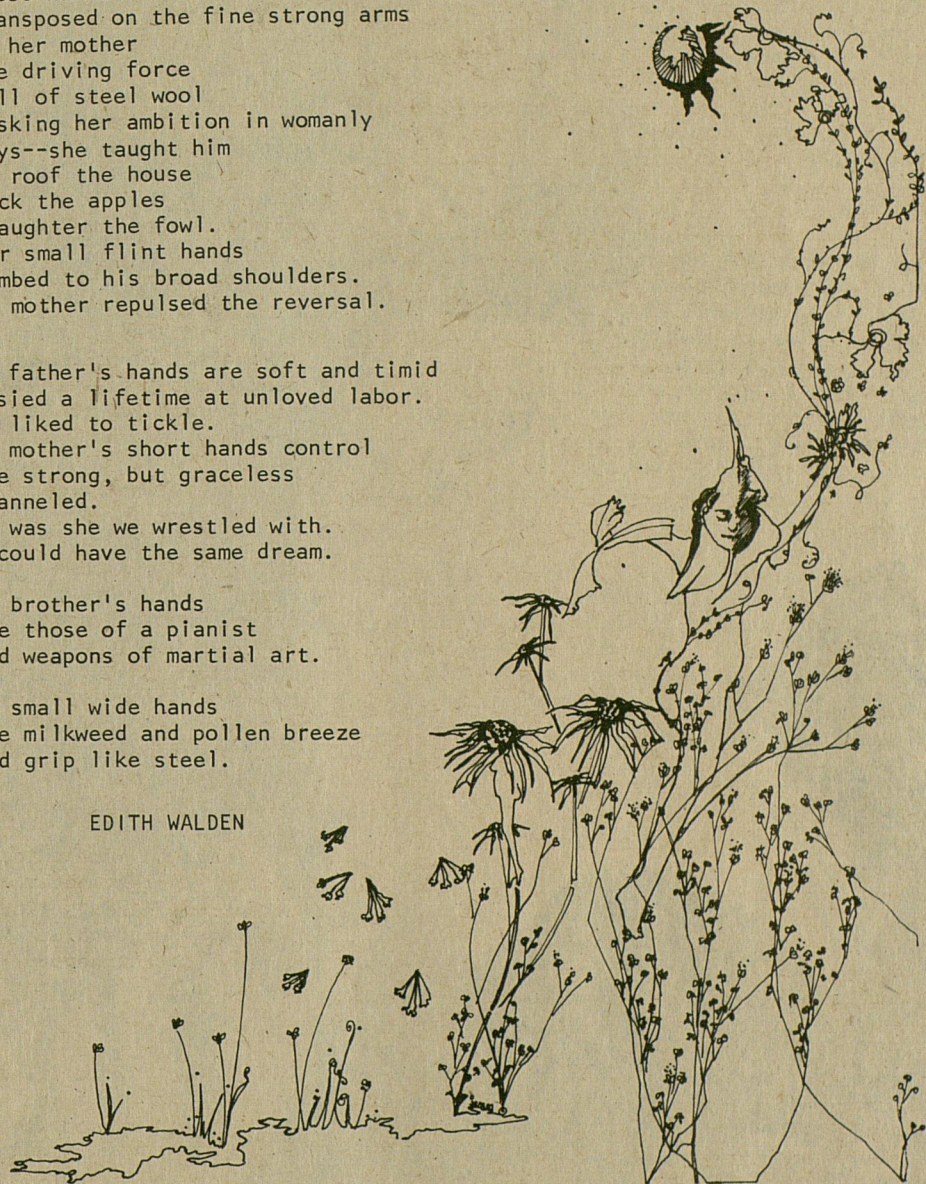 ansposed on the fine strong arms
her mother
e driving force
ll of steel wool
sking her ambition in womanly
ys--she taught him
roof the house
ck the apples
aughter the fowl.
r small flint hands
mbed to his broad shoulders.
mother repulsed the reversal.
father's hands are soft and timid
sied a lifetime at unloved labor.
liked to tickle.
mother's short hands control
e strong, but graceless
anneled.
was she we wrestled with.
could have the same dream.
brother's hands
e those of a pianist
d weapons of martial art.
small wide hands
e milkweed and pollen breeze
d grip like steel.
EDITH WALDEN